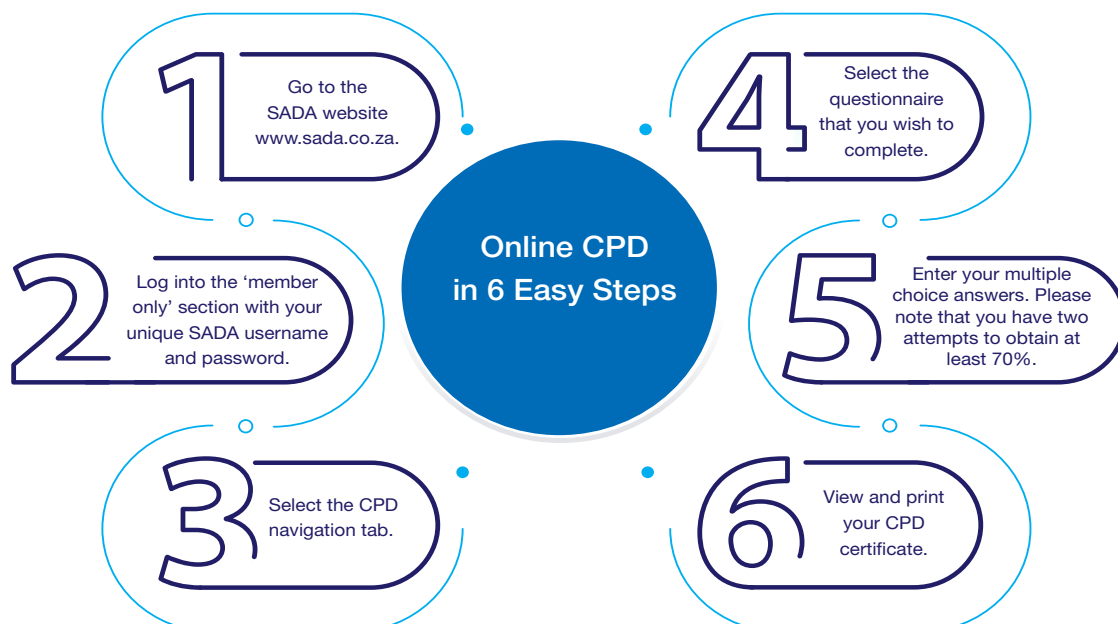 Online CPD
in 6 Easy Steps
1
Go to the
SADA website
www.sada.co.za.
2
Log into the ‘member
only’ section with your
unique SADA username
and password.
3
Select the CPD
navigation tab.
4
Select the
questionnaire
that you wish to
complete.
5
Enter your multiple
choice answers. Please
note that you have two
attempts to obtain at
least 70%.
6
View and print
your CPD
certificate.